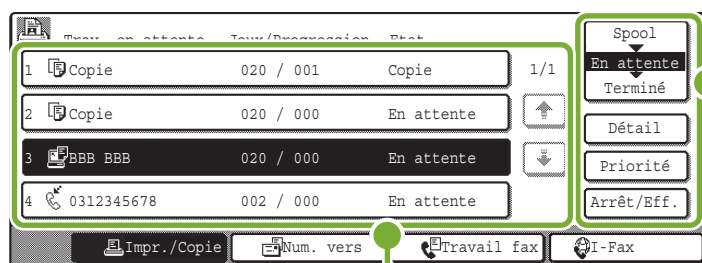 Trav. en attente Jeux/Progression Etat
Spool
En attente
Terminé
1 Copie 020 / 001 Copie
1/1
2 Copie 020 / 000 En attente
Détail
3 BBB BBB 020 / 000 En attente
Priorité
4 0312345678 002 / 000 En attente
Arrêt/Eff.
Impr./Copie Num. vers Travail fax I-Fax